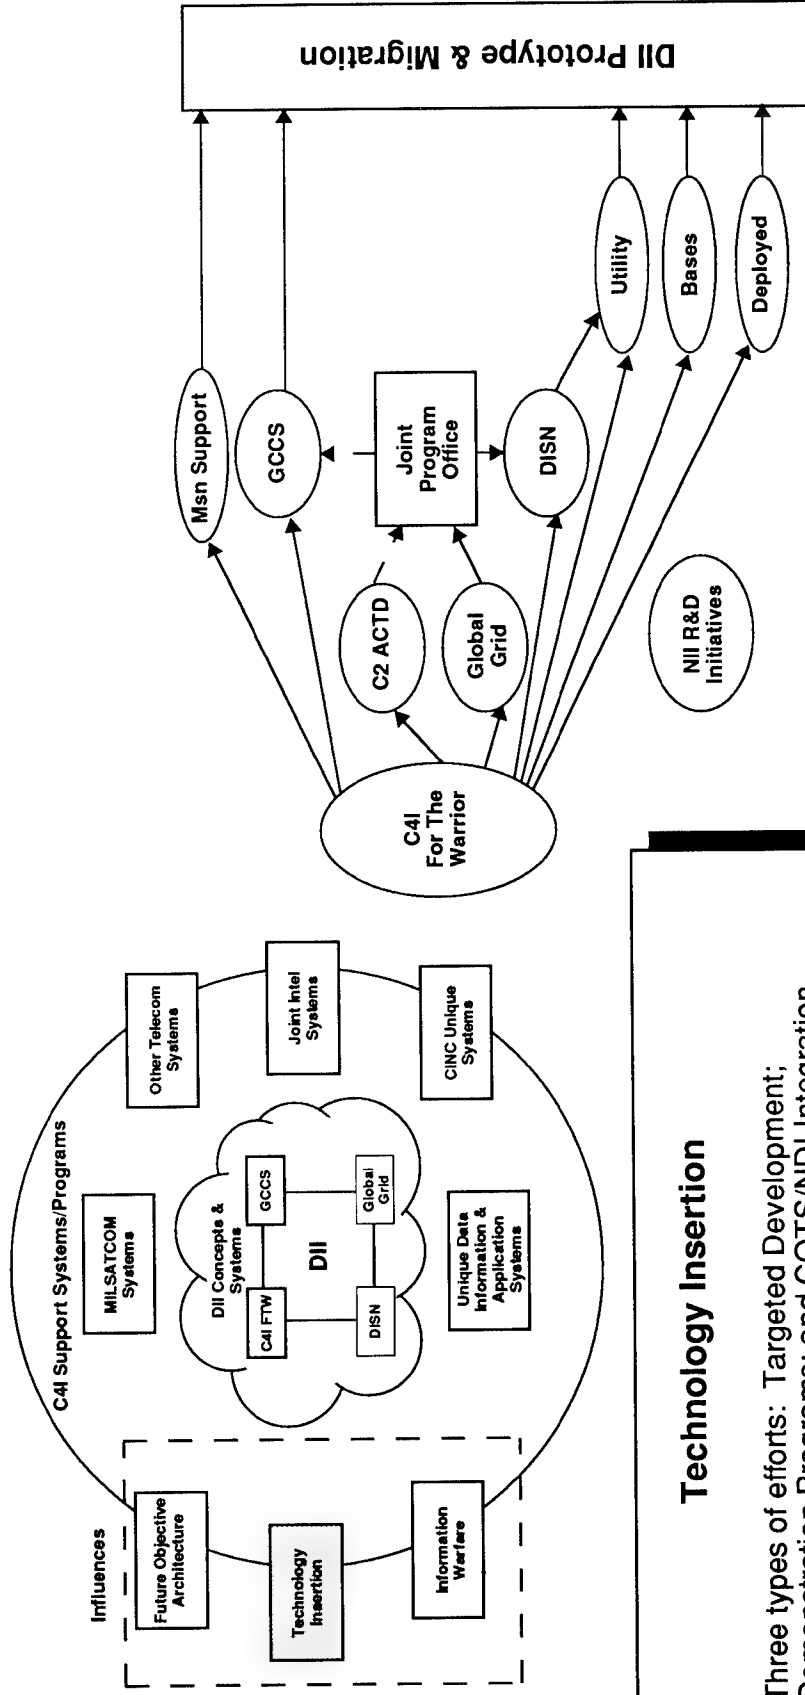 Influences
Future Objective
Architecture
Technology
Insertion
Information
Warfare
C4I Support Systems/Programs
MILSATCOM
Systems
Other Telecom
Systems
Joint Intel
Systems
CINC Unique
Systems
Unique Data
Information &
Application
Systems
DII Concepts &
Systems
C4I FTW
GCCS
DII
DISN
Global
Grid
C4I
For The
Warrior
Msn Support
GCCS
C2 ACTD
Global
Grid
Joint
Program
Office
DISN
Utility
Bases
Deployed
NII R&D
Initiatives
DII Prototype & Migration
Technology Insertion
Three types of efforts: Targeted Development;
Demonstration Programs; and COTS/NDI Integration